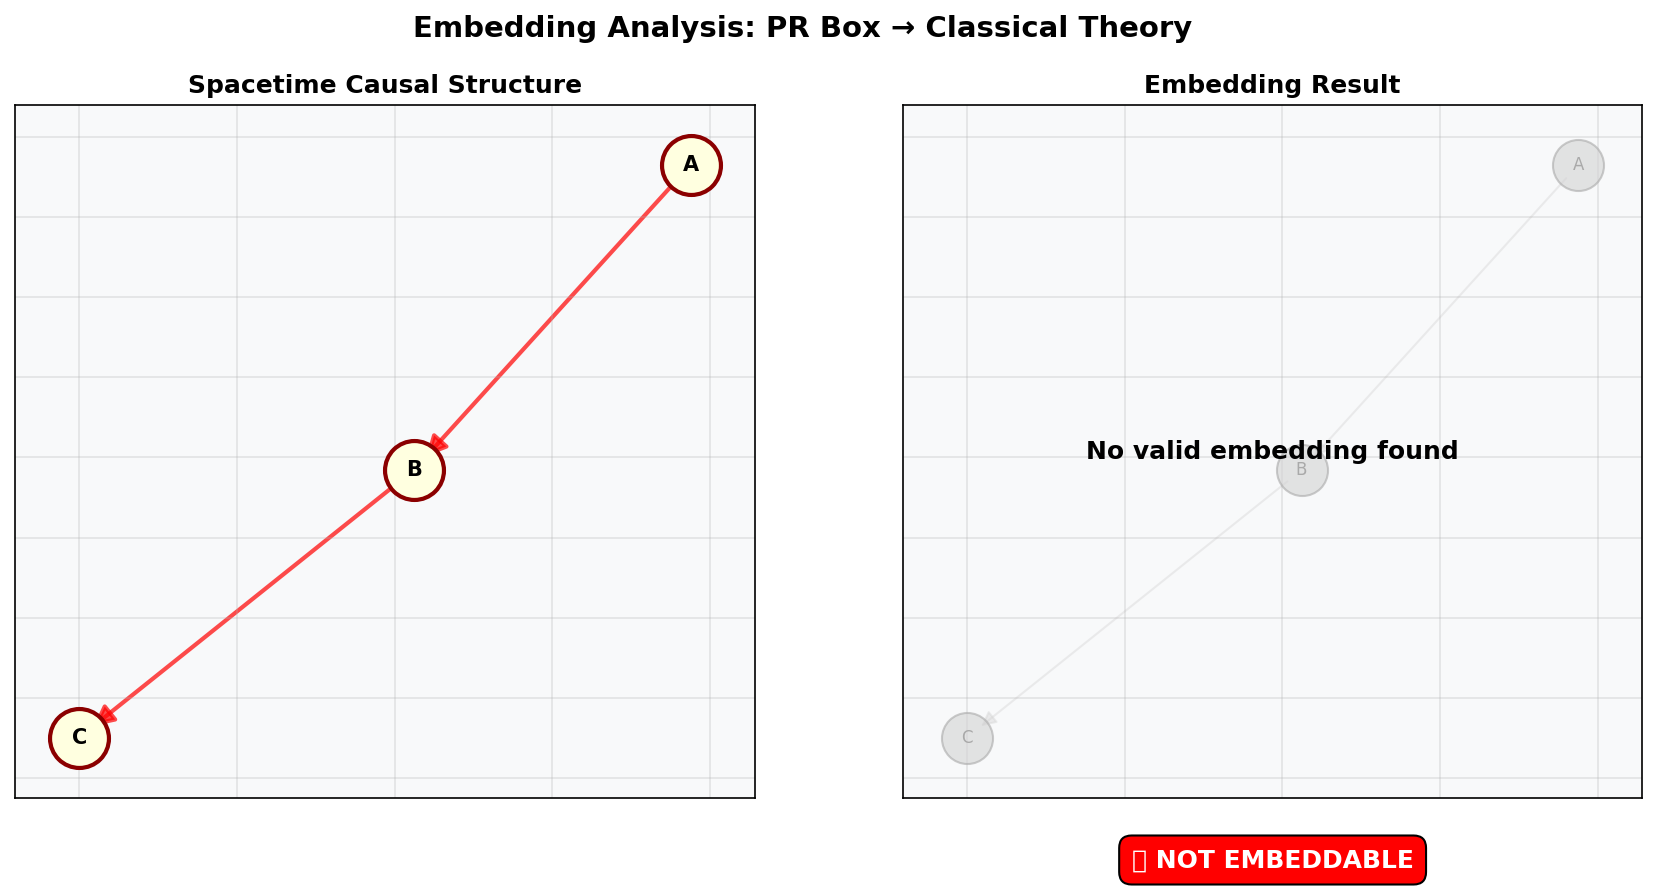 Embedding Analysis: PR Box → Classical Theory
Spacetime Causal Structure
A
B
C
Embedding Result
A
No valid embedding found
B
C
NOT EMBEDDABLE